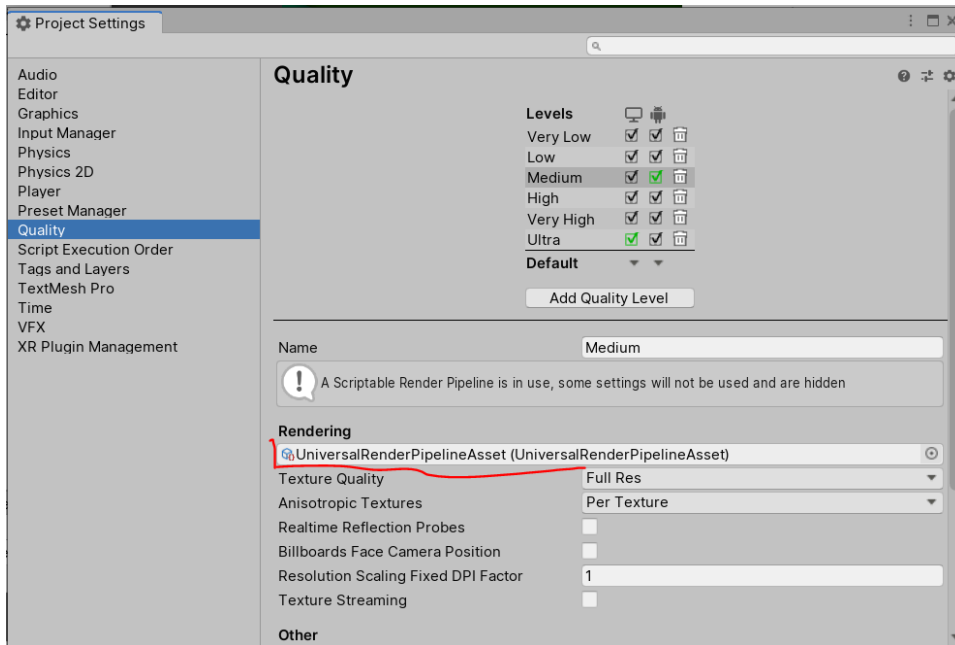 Project Settings
Audio
Editor
Graphics
Input Manager
Physics
Physics 2D
Player
Preset Manager
Quality
Script Execution Order
Tags and Layers
TextMesh Pro
Time
VFX
XR Plugin Management
Quality
Levels
Very Low
Low
Medium
High
Very High
Ultra
Default
Add Quality Level
Name Medium
A Scriptable Render Pipeline is in use, some settings will not be used and are hidden
Rendering
UniversalRenderPipelineAsset (UniversalRenderPipelineAsset)
Texture Quality Full Res
Anisotropic Textures Per Texture
Realtime Reflection Probes
Billboards Face Camera Position
Resolution Scaling Fixed DPI Factor 1
Texture Streaming
Other